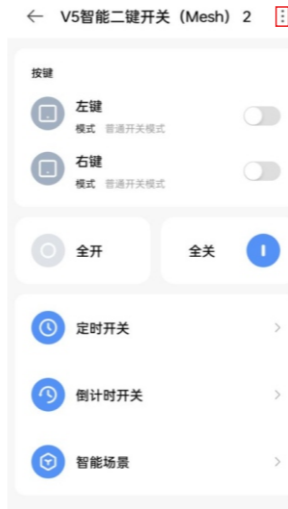 V5智能二键开关（Mesh）2
按键
左键
模式 普通开关模式
右键
模式 普通开关模式
全开
全关
定时开关
倒计时开关
智能场景